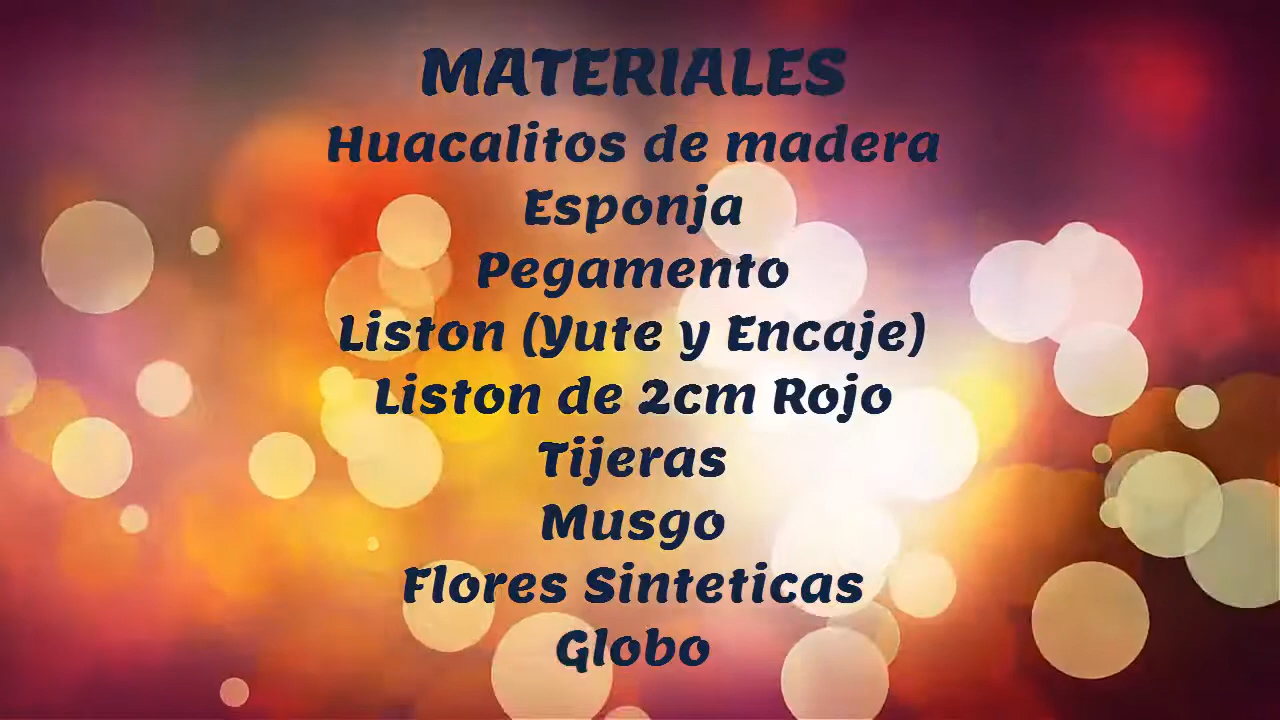 MATERIALES
Huacalitos de madera
Esponja
Pegamento
Liston (Yute y Encaje)
Liston de 2cm Rojo
Tijeras
Musgo
Flores Sinteticas
Globo